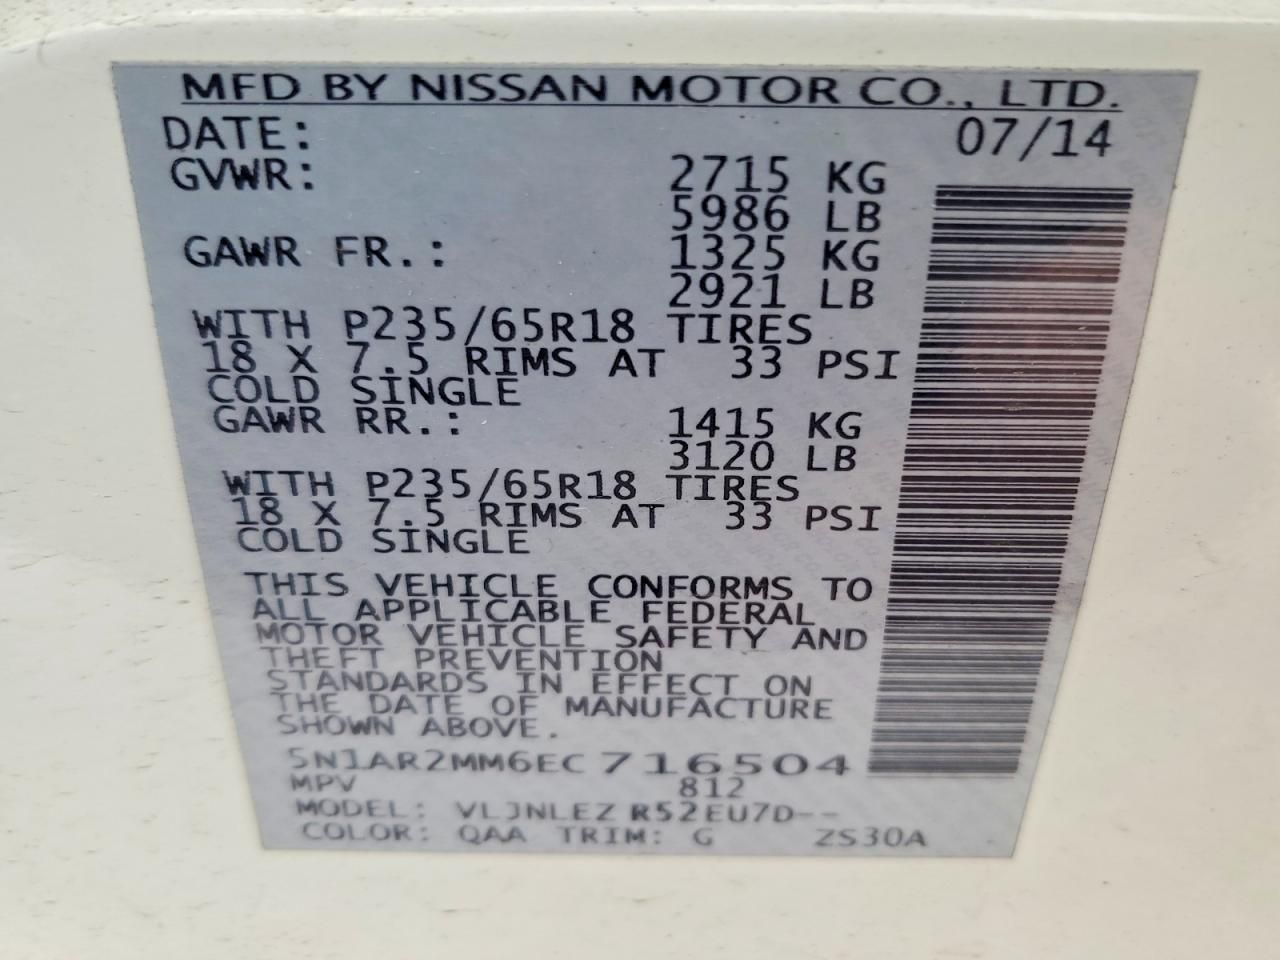 MFD BY NISSAN MOTOR CO., LTD.
DATE: 07/14
GVWR: 2715 KG
5986 LB
GAWR FR.: 1325 KG
2921 LB
WITH P235/65R18 TIRES
18 X 7.5 RIMS AT 33 PSI
COLD SINGLE
GAWR RR.: 1415 KG
3120 LB
WITH P235/65R18 TIRES
18 X 7.5 RIMS AT 33 PSI
COLD SINGLE
THIS VEHICLE CONFORMS TO
ALL APPLICABLE FEDERAL
MOTOR VEHICLE SAFETY AND
THEFT PREVENTION
STANDARDS IN EFFECT ON
THE DATE OF MANUFACTURE
SHOWN ABOVE.
5N1AR2MM6EC716504
MPV 812
MODEL: VLJNLEZ R52EU7D--
COLOR: QAA TRIM: G ZS30A